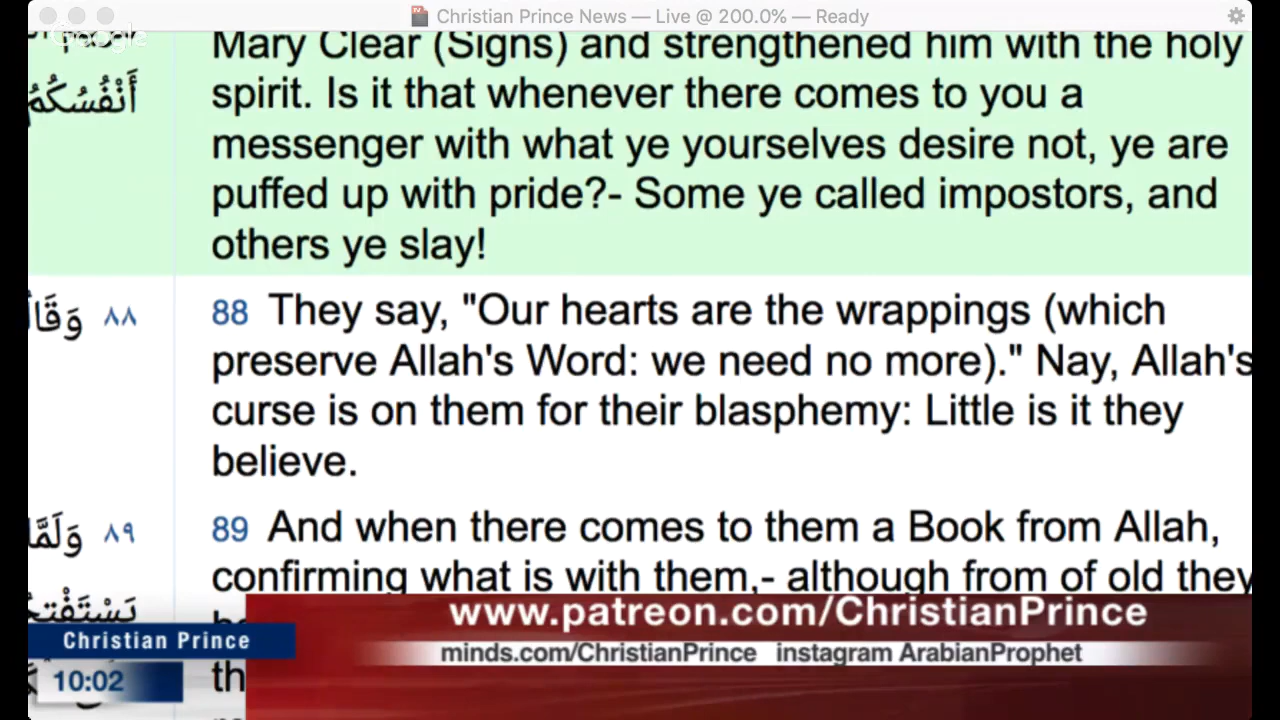 Christian Prince News — Live @ 200.0% — Ready
Google
Mary Clear (Signs) and strengthened him with the holy
spirit. Is it that whenever there comes to you a
أَنْفُسُكُمُ
messenger with what ye yourselves desire not, ye are
puffed up with pride?- Some ye called impostors, and
others ye slay!
88 They say, "Our hearts are the wrappings (which
٨٨
preserve Allah's Word: we need no more)." Nay, Allah's
curse is on them for their blasphemy: Little is it they
believe.
89 And when there comes to them a Book from Allah,
٨٩
confirming what is with them,- although from of old they
th
www.patreon.com/ChristianPrince
minds.com/ChristianPrince instagram ArabianProphet
Christian Prince
10:02